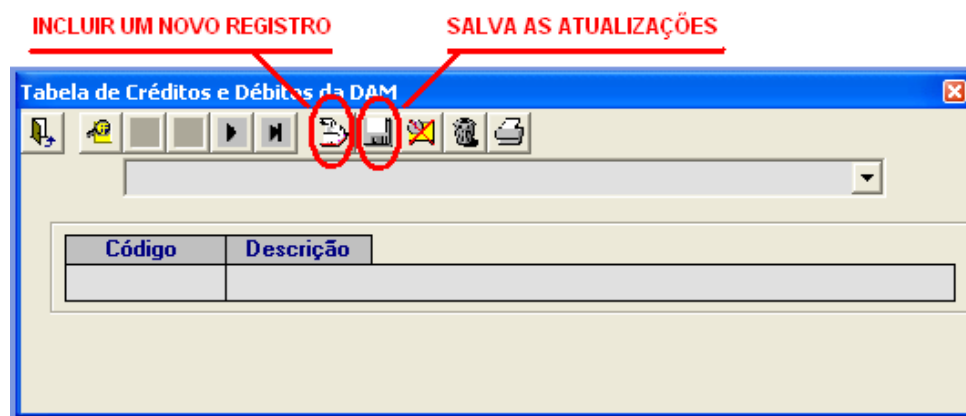 INCLUIR UM NOVO REGISTRO
SALVA AS ATUALIZAÇÕES
Tabela de Créditos e Débitos da DAM
Código
Descrição